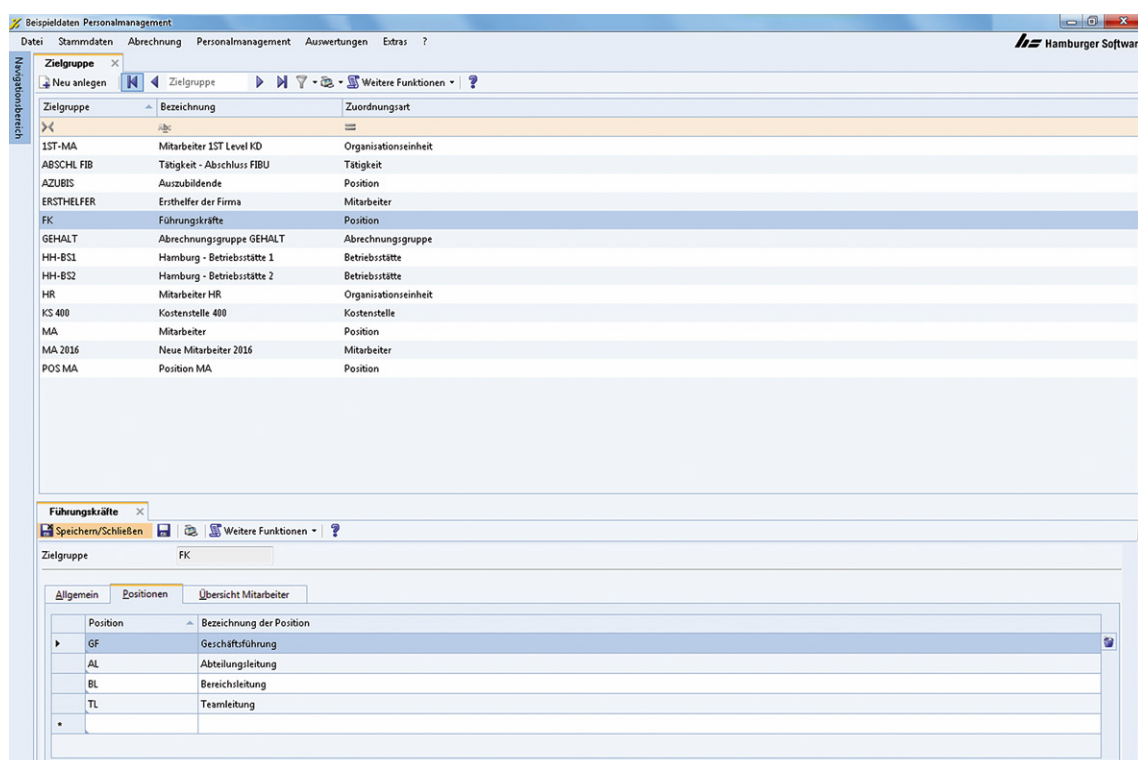 Beispieldaten Personalmanagement
Datei Stammdaten Abrechnung Personalmanagement Auswertungen Extras ?
hs Hamburger Softwar
Navigationsbereich
Zielgruppe
Neu anlegen Zielgruppe Weitere Funktionen ?
Zielgruppe Bezeichnung Zuordnungsart
Abc =
1ST-MA Mitarbeiter 1ST Level KD Organisationseinheit
ABSCHL FIB Tätigkeit - Abschluss FIBU Tätigkeit
AZUBIS Auszubildende Position
ERSTHELFER Ersthelfer der Firma Mitarbeiter
FK Führungskräfte Position
GEHALT Abrechnungsgruppe GEHALT Abrechnungsgruppe
HH-BS1 Hamburg - Betriebsstätte 1 Betriebsstätte
HH-BS2 Hamburg - Betriebsstätte 2 Betriebsstätte
HR Mitarbeiter HR Organisationseinheit
KS 400 Kostenstelle 400 Kostenstelle
MA Mitarbeiter Position
MA 2016 Neue Mitarbeiter 2016 Mitarbeiter
POS MA Position MA Position
Führungskräfte
Speichern/Schließen Weitere Funktionen ?
Zielgruppe FK
Allgemein Positionen Übersicht Mitarbeiter
Position Bezeichnung der Position
GF Geschäftsführung
AL Abteilungsleitung
BL Bereichsleitung
TL Teamleitung
*